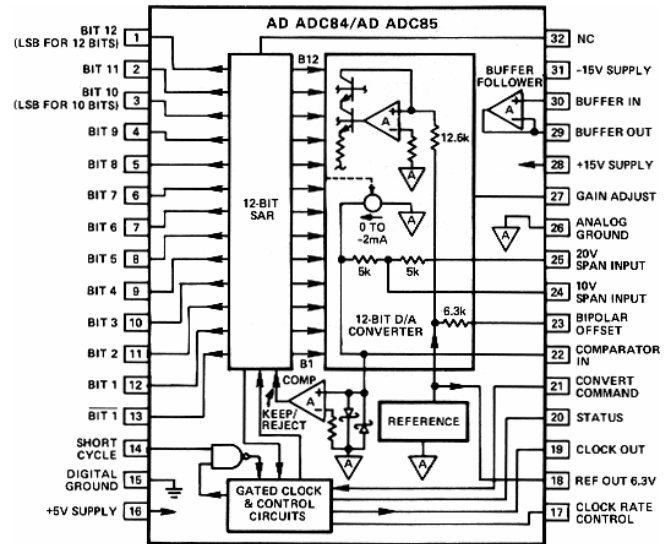 AD ADC84/AD ADC85
BIT 12
(LSB FOR 12 BITS)
1
BIT 11
2
BIT 10
(LSB FOR 10 BITS)
3
BIT 9
4
BIT 8
5
BIT 7
6
BIT 6
7
BIT 5
8
BIT 4
9
BIT 3
10
BIT 2
11
BIT 1
12
BIT 1
13
SHORT
CYCLE
14
DIGITAL
GROUND
15
+5V SUPPLY
16
12-BIT
SAR
B12
B1
A
12.6k
A
A
0 TO
-2mA
5k
5k
12-BIT D/A
CONVERTER
6.3k
COMP
KEEP/
REJECT
A
A
REFERENCE
A
GATED CLOCK
& CONTROL
CIRCUITS
BUFFER
FOLLOWER
A
A
32
NC
31
-15V SUPPLY
30
BUFFER IN
29
BUFFER OUT
28
+15V SUPPLY
27
GAIN ADJUST
26
ANALOG
GROUND
25
20V
SPAN INPUT
24
10V
SPAN INPUT
23
BIPOLAR
OFFSET
22
COMPARATOR
IN
21
CONVERT
COMMAND
20
STATUS
19
CLOCK OUT
18
REF OUT 6.3V
17
CLOCK RATE
CONTROL